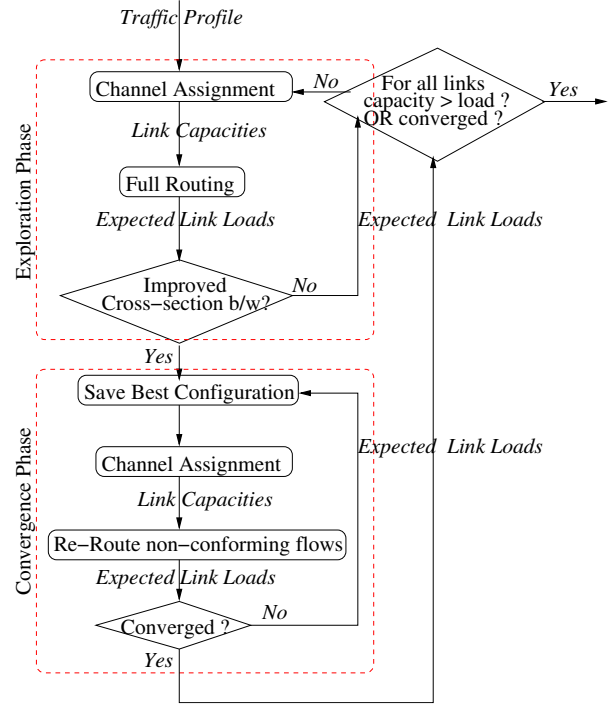 Traffic Profile
Channel Assignment
No
For all links
capacity > load ?
OR converged ?
Yes
Link Capacities
Full Routing
Expected Link Loads
Expected Link Loads
Improved
Cross−section b/w?
No
Exploration Phase
Yes
Save Best Configuration
Expected Link Loads
Channel Assignment
Link Capacities
Re−Route non−conforming flows
Expected Link Loads
Converged ?
No
Yes
Convergence Phase